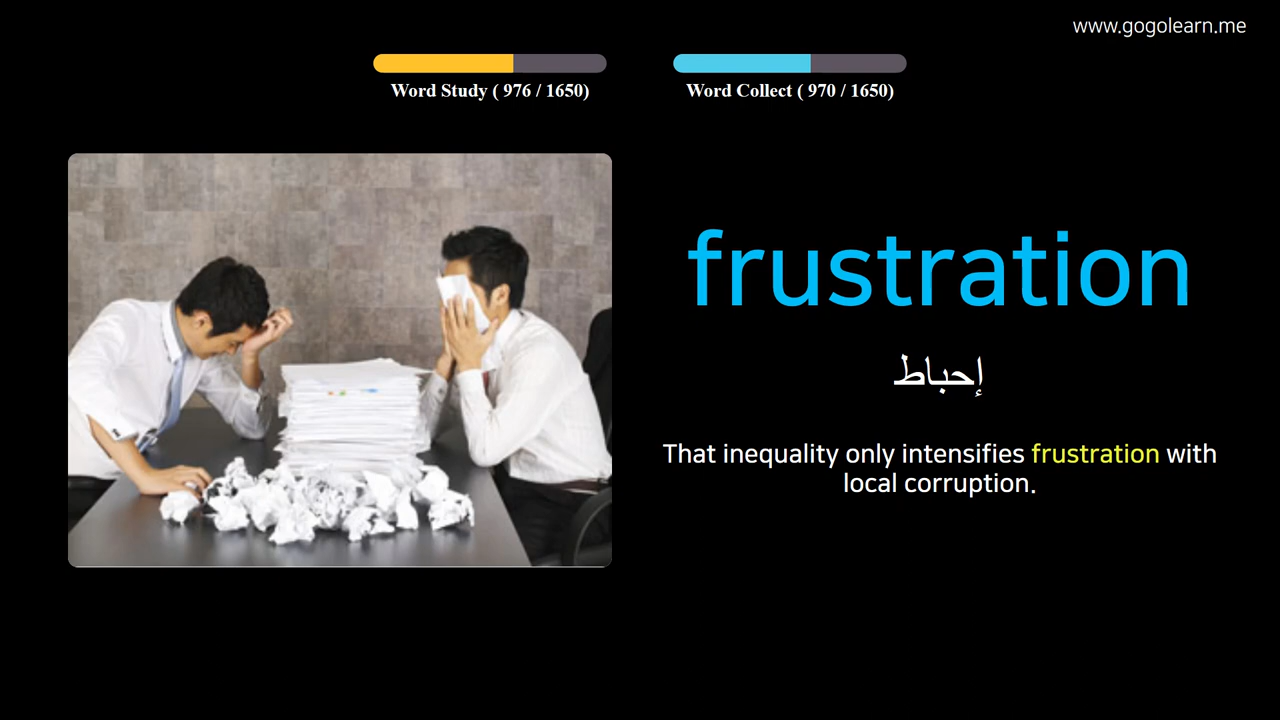 www.gogolearn.me
Word Study ( 976 / 1650)
Word Collect ( 970 / 1650)
frustration
إحباط
That inequality only intensifies frustration with
local corruption.